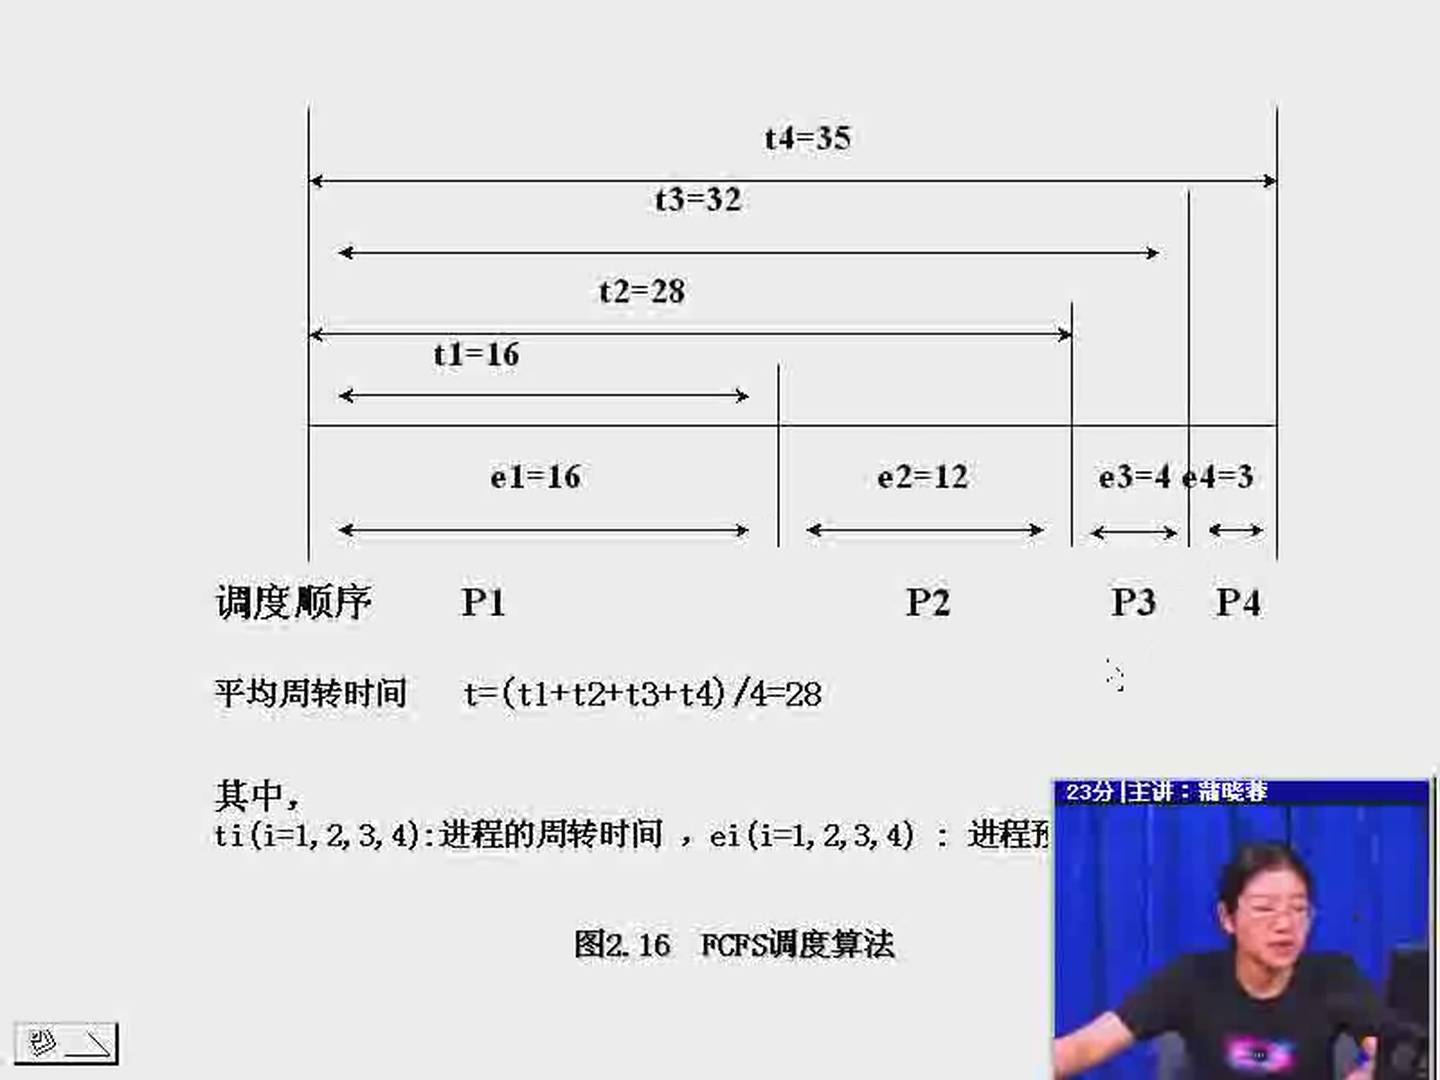 t4=35
t3=32
t2=28
t1=16
e1=16 e2=12 e3=4 e4=3
调度顺序 P1 P2 P3 P4
平均周转时间 t=(t1+t2+t3+t4)/4=28
其中，
ti(i=1,2,3,4):进程的周转时间 ，ei(i=1,2,3,4) : 进程预
图2.16 FCFS调度算法
23分|主讲：蒲晓蓉